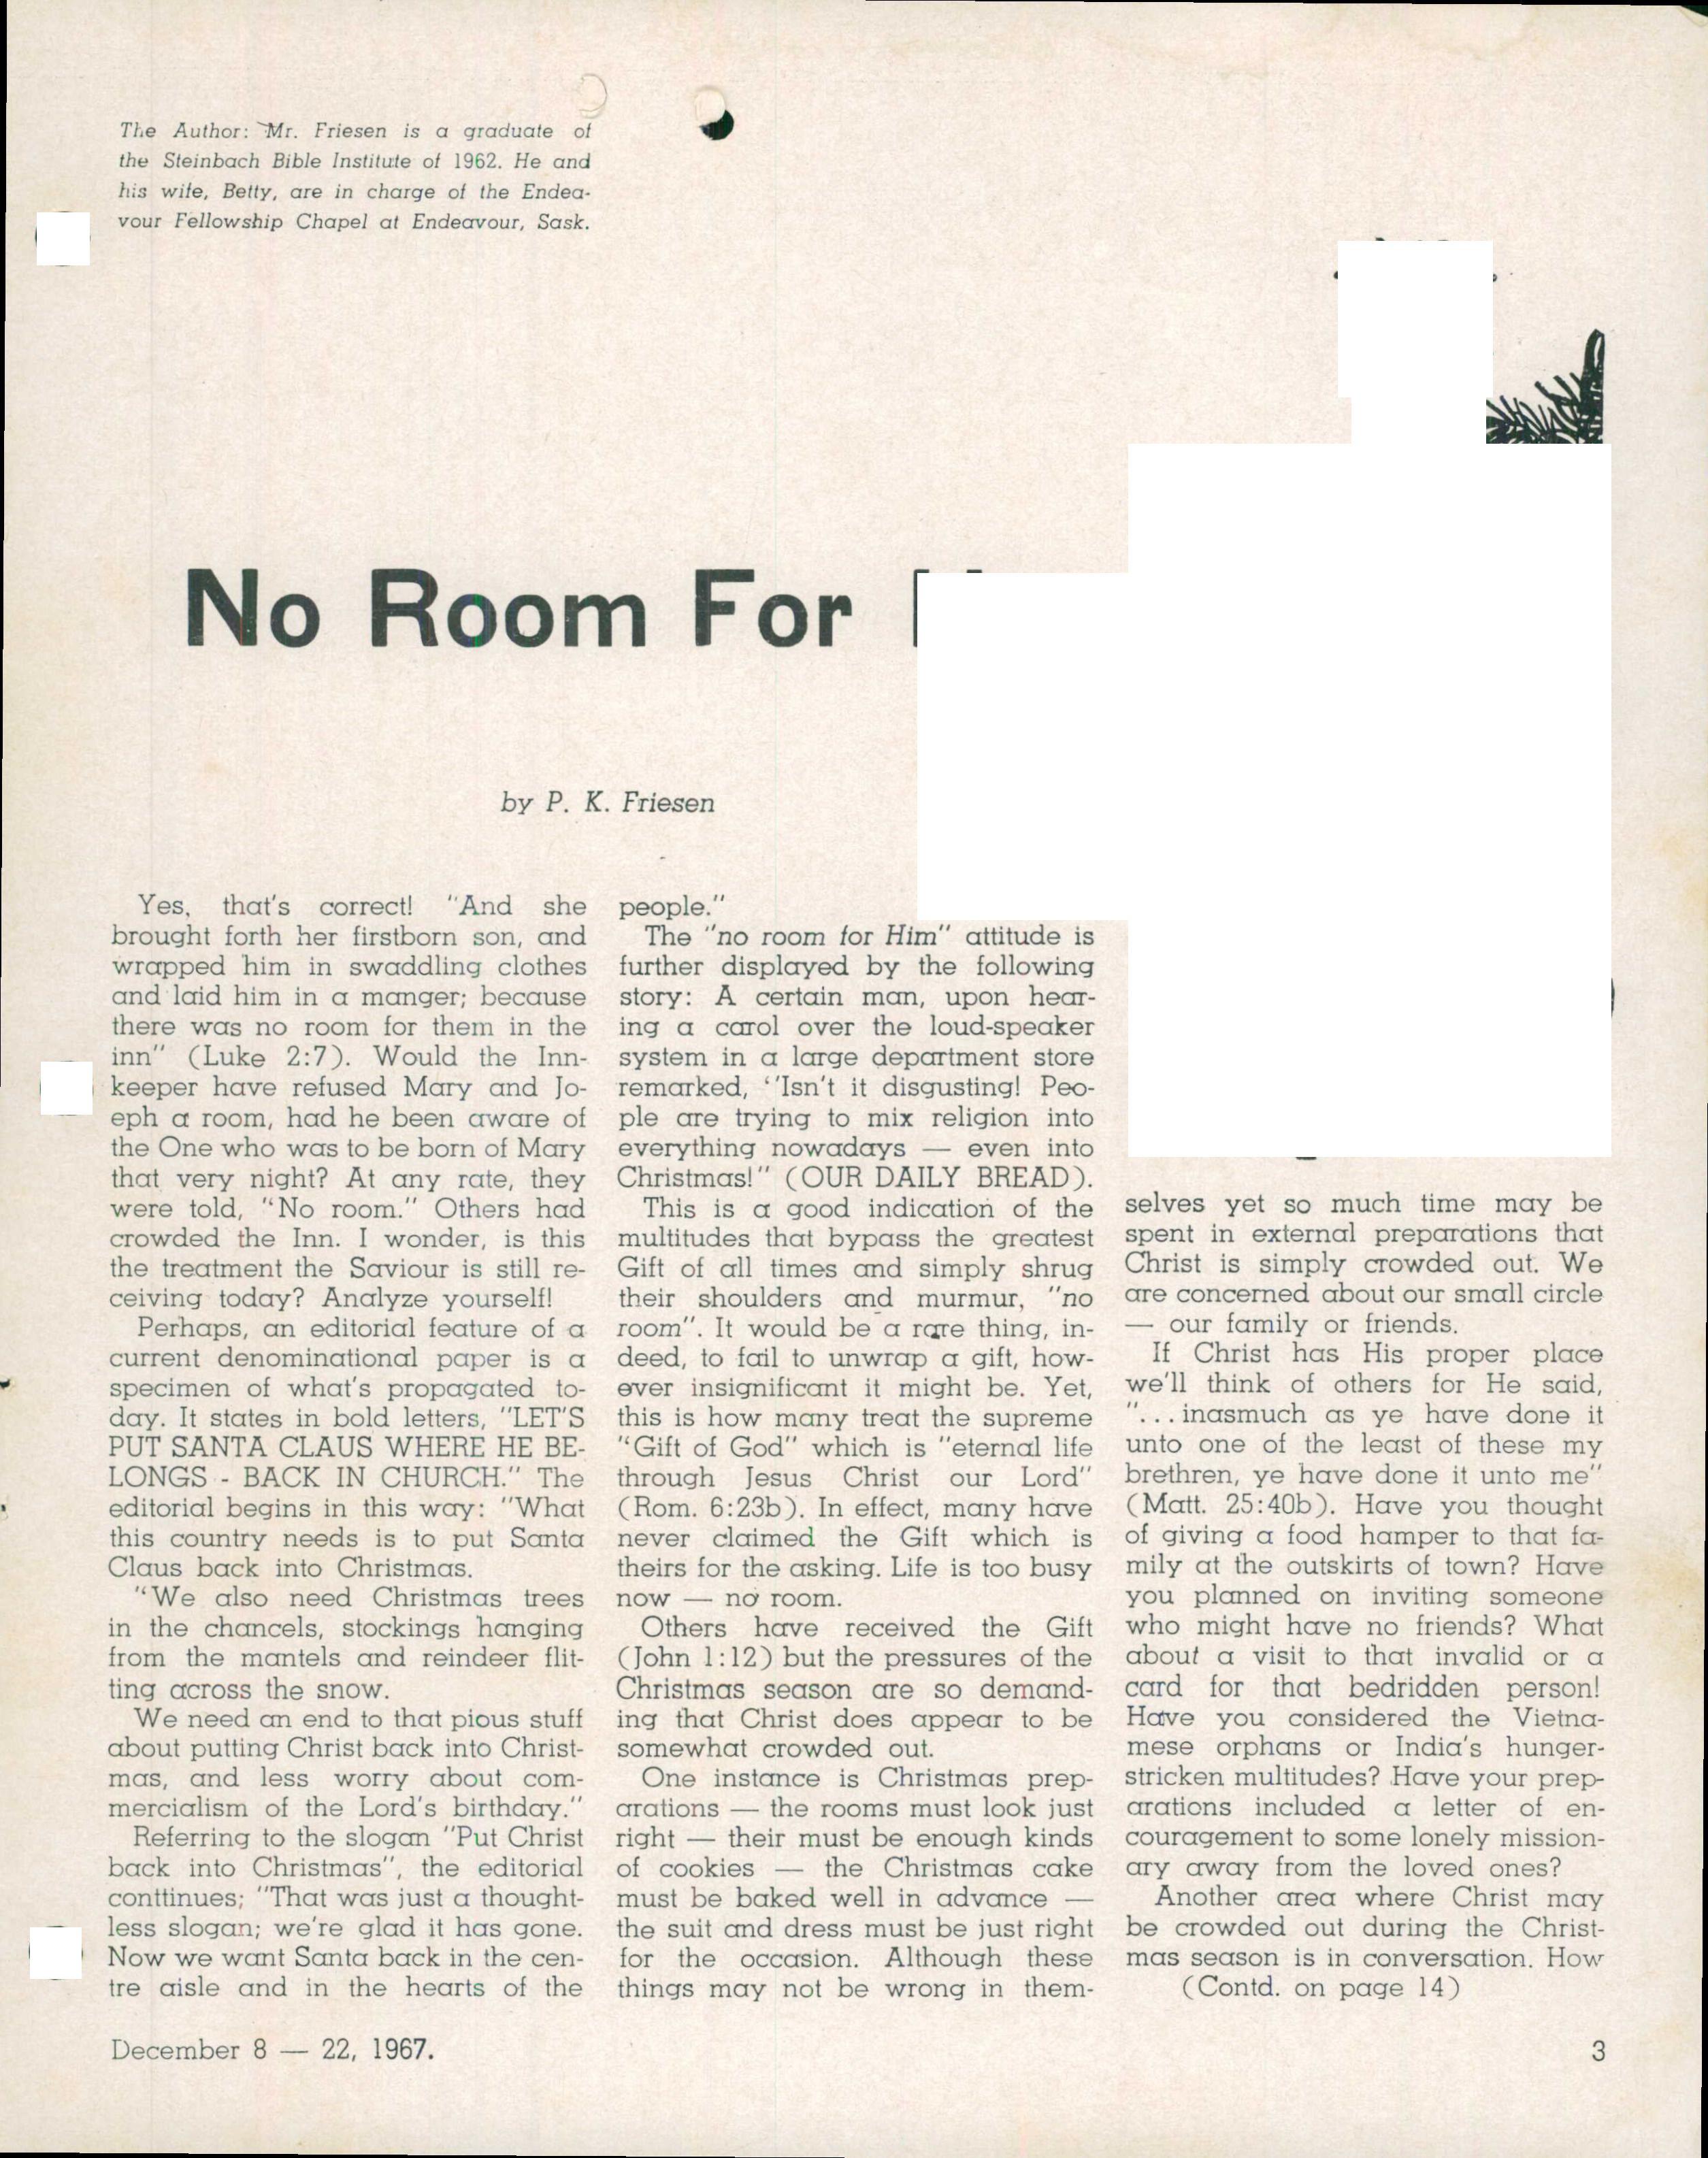 The Author: Mr. Friesen is a graduate of
the Steinbach Bible Institute of 1962. He and
his wife, Betty, are in charge of the Endea-
vour Fellowship Chapel at Endeavour, Sask.
No Room For
by P. K. Friesen
Yes, that's correct! "And she
brought forth her firstborn son, and
wrapped him in swaddling clothes
and laid him in a manger; because
there was no room for them in the
inn" (Luke 2:7). Would the Inn-
keeper have refused Mary and Jo-
eph a room, had he been aware of
the One who was to be born of Mary
that very night? At any rate, they
were told, "No room." Others had
crowded the Inn. I wonder, is this
the treatment the Saviour is still re-
ceiving today? Analyze yourself!
Perhaps, an editorial feature of a
current denominational paper is a
specimen of what's propagated to-
day. It states in bold letters, "LET'S
PUT SANTA CLAUS WHERE HE BE-
LONGS - BACK IN CHURCH." The
editorial begins in this way: "What
this country needs is to put Santa
Claus back into Christmas.
"We also need Christmas trees
in the chancels, stockings hanging
from the mantels and reindeer flit-
ting across the snow.
We need an end to that pious stuff
about putting Christ back into Christ-
mas, and less worry about com-
mercialism of the Lord's birthday."
Referring to the slogan "Put Christ
back into Christmas", the editorial
conttinues; "That was just a thought-
less slogan; we're glad it has gone.
Now we want Santa back in the cen-
tre aisle and in the hearts of the
people."
The "no room for Him" attitude is
further displayed by the following
story: A certain man, upon hear-
ing a carol over the loud-speaker
system in a large department store
remarked, "Isn't it disgusting! Peo-
ple are trying to mix religion into
everything nowadays — even into
Christmas!" (OUR DAILY BREAD).
This is a good indication of the
multitudes that bypass the greatest
Gift of all times and simply shrug
their shoulders and murmur, "no
room". It would be a rare thing, in-
deed, to fail to unwrap a gift, how-
ever insignificant it might be. Yet,
this is how many treat the supreme
"Gift of God" which is "eternal life
through Jesus Christ our Lord"
(Rom. 6:23b). In effect, many have
never claimed the Gift which is
theirs for the asking. Life is too busy
now — no room.
Others have received the Gift
(John 1:12) but the pressures of the
Christmas season are so demand-
ing that Christ does appear to be
somewhat crowded out.
One instance is Christmas prep-
arations — the rooms must look just
right — their must be enough kinds
of cookies — the Christmas cake
must be baked well in advance —
the suit and dress must be just right
for the occasion. Although these
things may not be wrong in them-
selves yet so much time may be
spent in external preparations that
Christ is simply crowded out. We
are concerned about our small circle
— our family or friends.
If Christ has His proper place
we'll think of others for He said,
"... inasmuch as ye have done it
unto one of the least of these my
brethren, ye have done it unto me"
(Matt. 25:40b). Have you thought
of giving a food hamper to that fa-
mily at the outskirts of town? Have
you planned on inviting someone
who might have no friends? What
about a visit to that invalid or a
card for that bedridden person!
Have you considered the Vietna-
mese orphans or India's hunger-
stricken multitudes? Have your prep-
arations included a letter of en-
couragement to some lonely mission-
ary away from the loved ones?
Another area where Christ may
be crowded out during the Christ-
mas season is in conversation. How
(Contd. on page 14)
December 8 — 22, 1967.
3